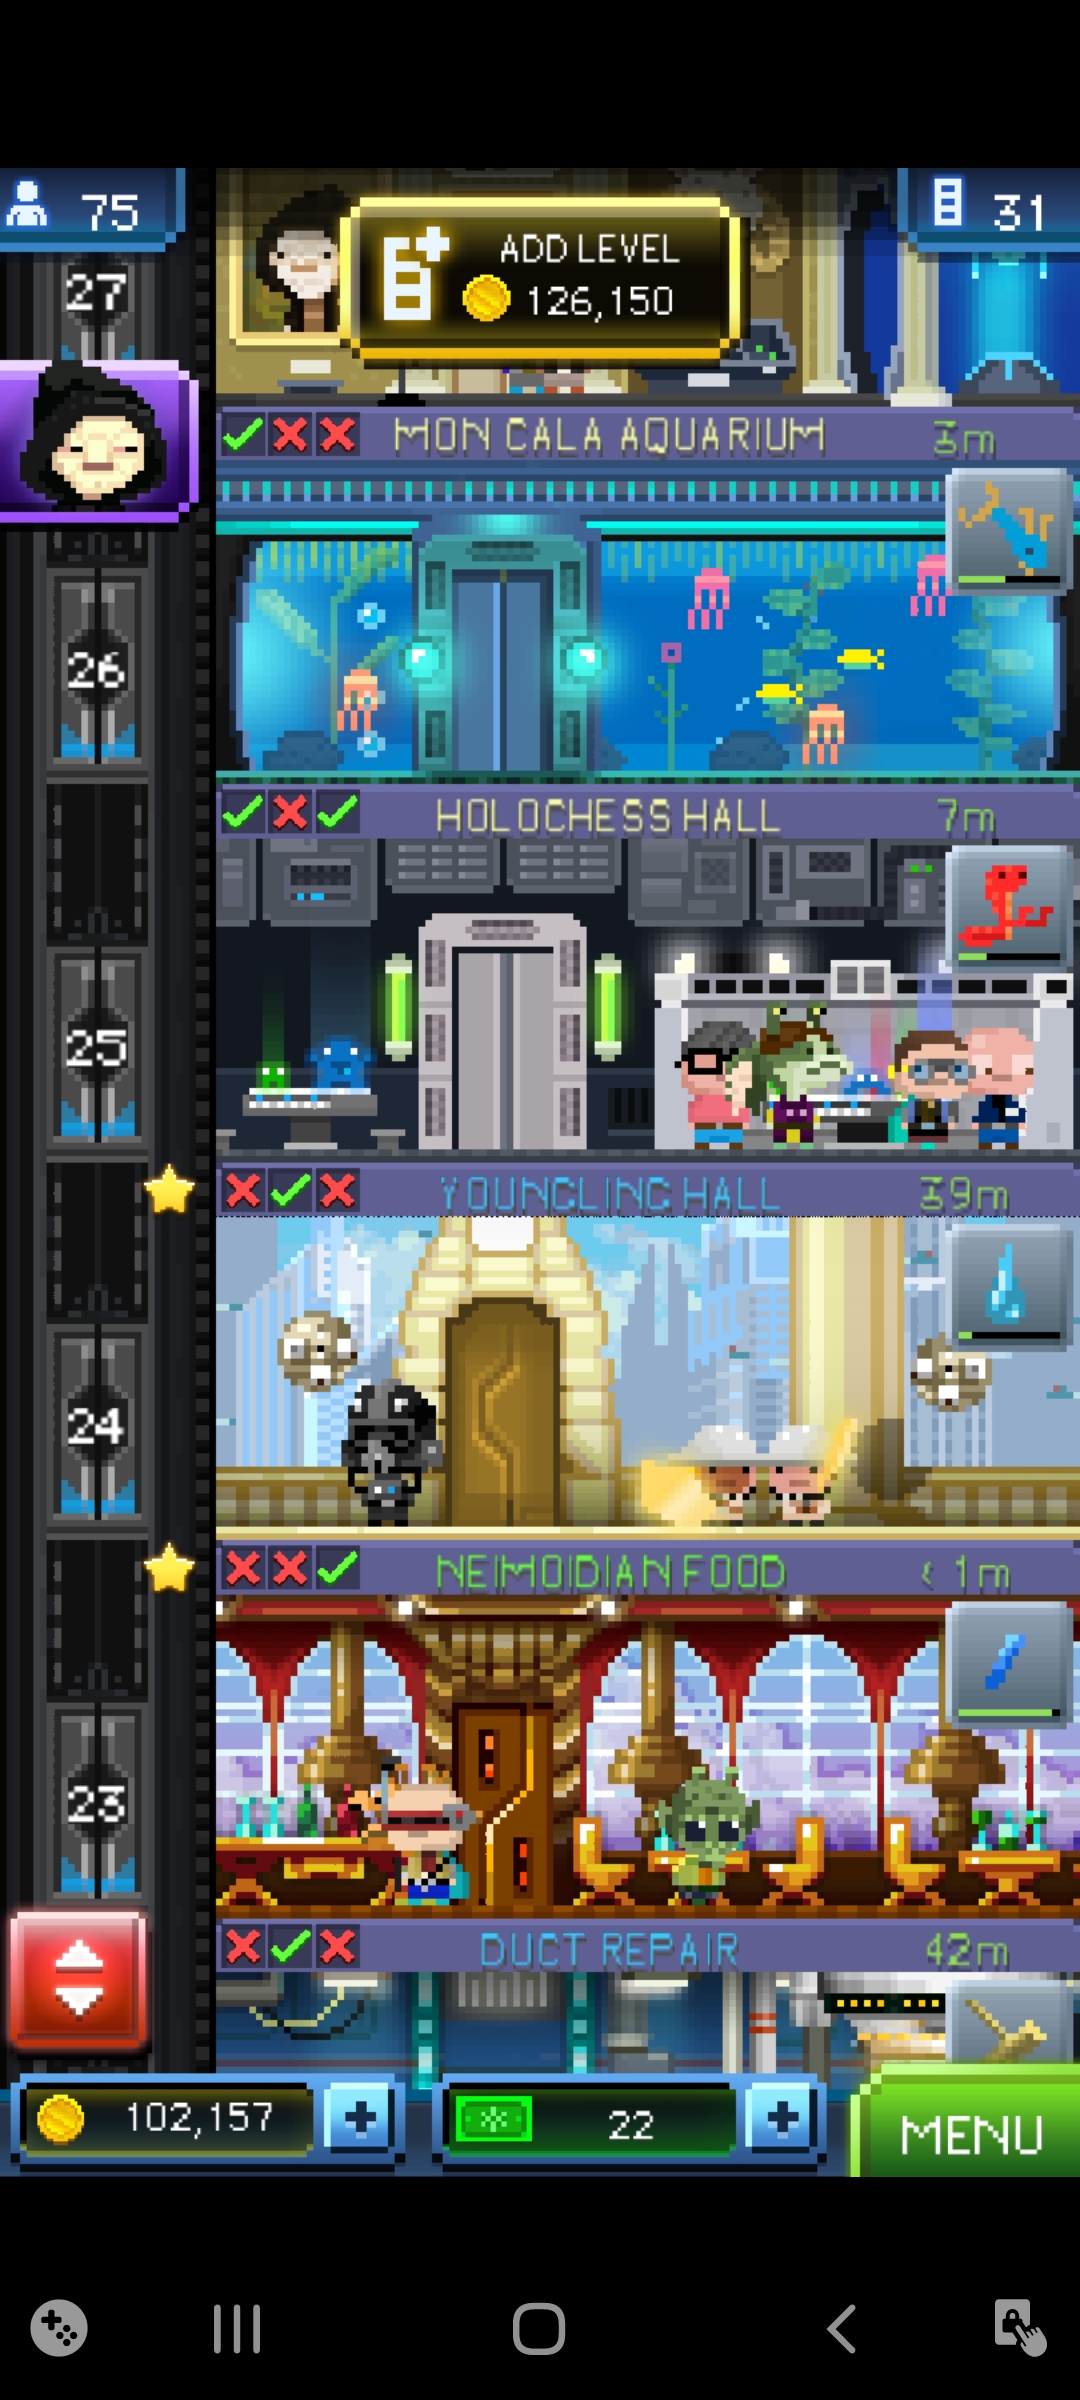 75
31
27
ADD LEVEL
126,150
MON CALA AQUARIUM 3m
26
HOLOCHESS HALL 7m
25
YOUNGLING HALL 39m
24
NEIMOIDIAN FOOD < 1m
23
DUCT REPAIR 42m
102,157
22
MENU